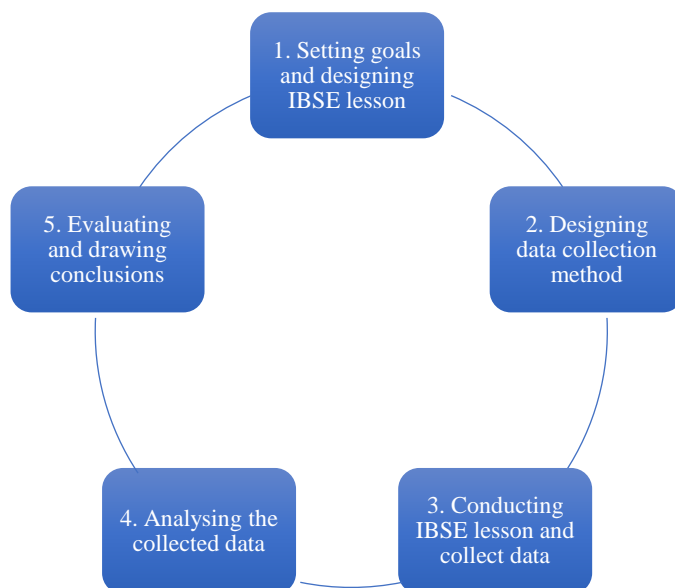 1. Setting goals
and designing
IBSE lesson
2. Designing
data collection
method
3. Conducting
IBSE lesson and
collect data
4. Analysing the
collected data
5. Evaluating
and drawing
conclusions